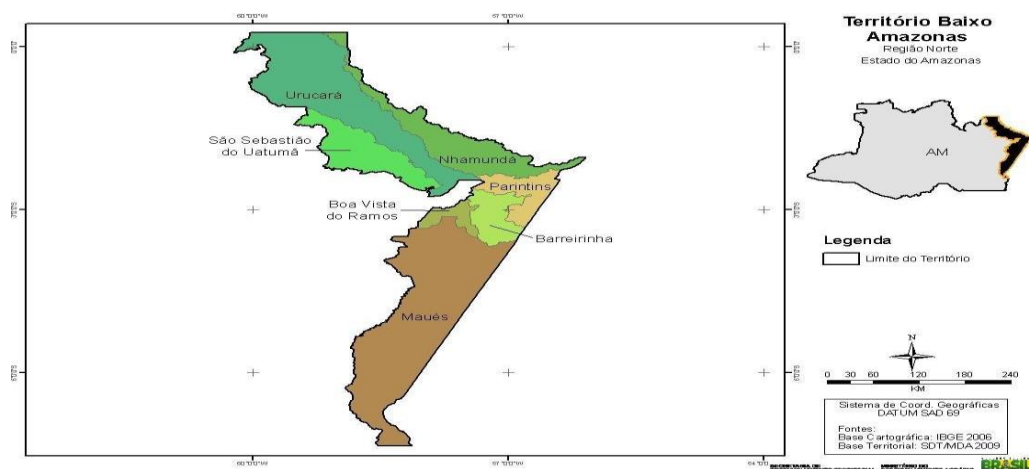 Território Baixo
Amazonas
Região Norte
Estado do Amazonas
Urucará
São Sebastião
do Uatumã
Nhamundá
Parintins
Boa Vista
do Ramos
Barreirinha
Maués
AM
Legenda
Limite do Território
N
0 30 60 120 180 240
KM
Sistema de Coord. Geográficas
DATUM SAD 69
Fontes:
Base Cartográfica: IBGE 2006
Base Territorial: SDT/MDA 2009
BRASIL